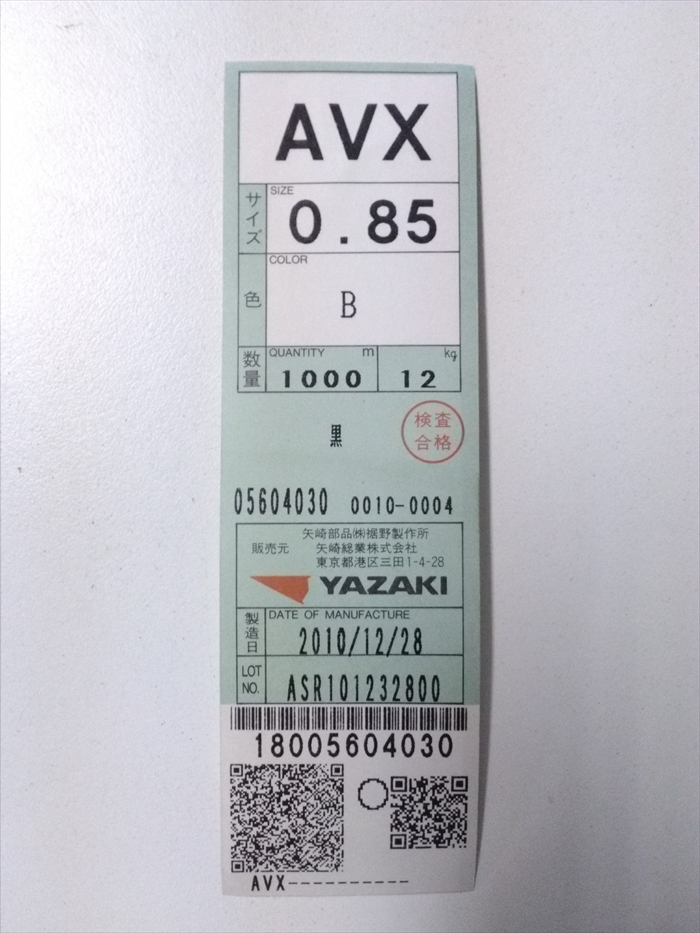 AVX
サイズ
SIZE
0.85
色
COLOR
B
数量
QUANTITY m kg
1000 12
黒
検査
合格
05604030 0010-0004
矢崎部品㈱裾野製作所
販売元 矢崎総業株式会社
東京都港区三田1-4-28
YAZAKI
製造日
DATE OF MANUFACTURE
2010/12/28
LOT
NO.
ASR101232800
18005604030
AVX----------